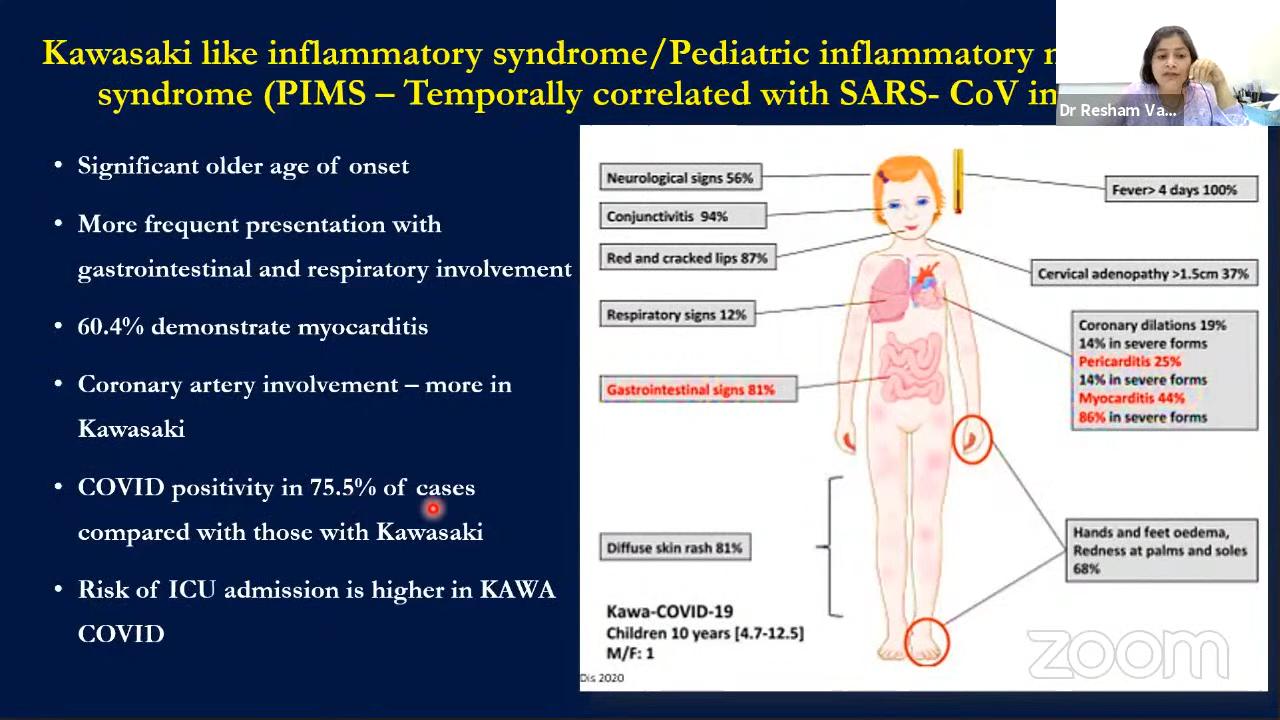 Kawasaki like inflammatory syndrome/Pediatric inflammatory
syndrome (PIMS – Temporally correlated with SARS- CoV in
Dr Resham Va...
• Significant older age of onset
• More frequent presentation with
gastrointestinal and respiratory involvement
• 60.4% demonstrate myocarditis
• Coronary artery involvement – more in
Kawasaki
• COVID positivity in 75.5% of cases
compared with those with Kawasaki
• Risk of ICU admission is higher in KAWA
COVID
Neurological signs 56%
Conjunctivitis 94%
Red and cracked lips 87%
Respiratory signs 12%
Gastrointestinal signs 81%
Diffuse skin rash 81%
Kawa-COVID-19
Children 10 years [4.7-12.5]
M/F: 1
Dis 2020
Fever> 4 days 100%
Cervical adenopathy >1.5cm 37%
Coronary dilations 19%
14% in severe forms
Pericarditis 25%
14% in severe forms
Myocarditis 44%
86% in severe forms
Hands and feet oedema,
Redness at palms and soles
68%
zoom